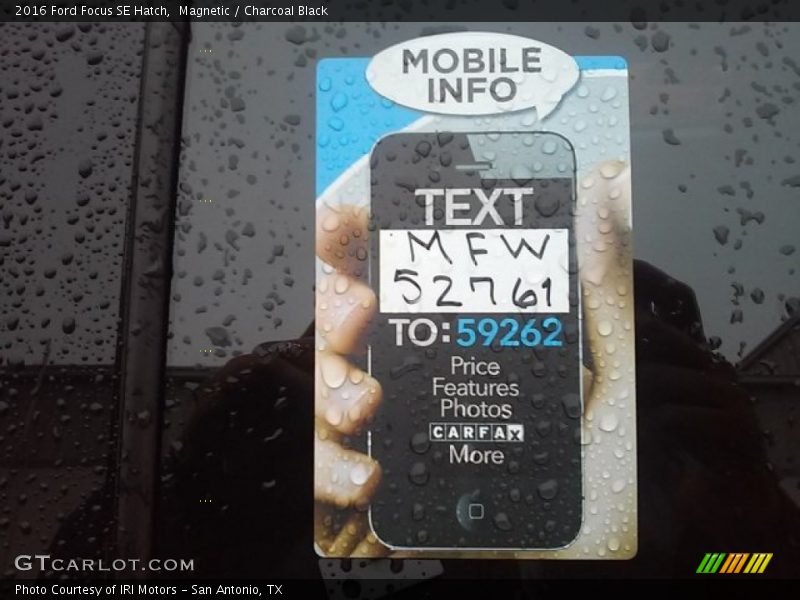 2016 Ford Focus SE Hatch,  Magnetic / Charcoal Black
MOBILE
INFO
TEXT
MFW
52761
TO: 59262
Price
Features
Photos
CARFAX
More
GTCARLOT.COM
Photo Courtesy of IRI Motors - San Antonio, TX